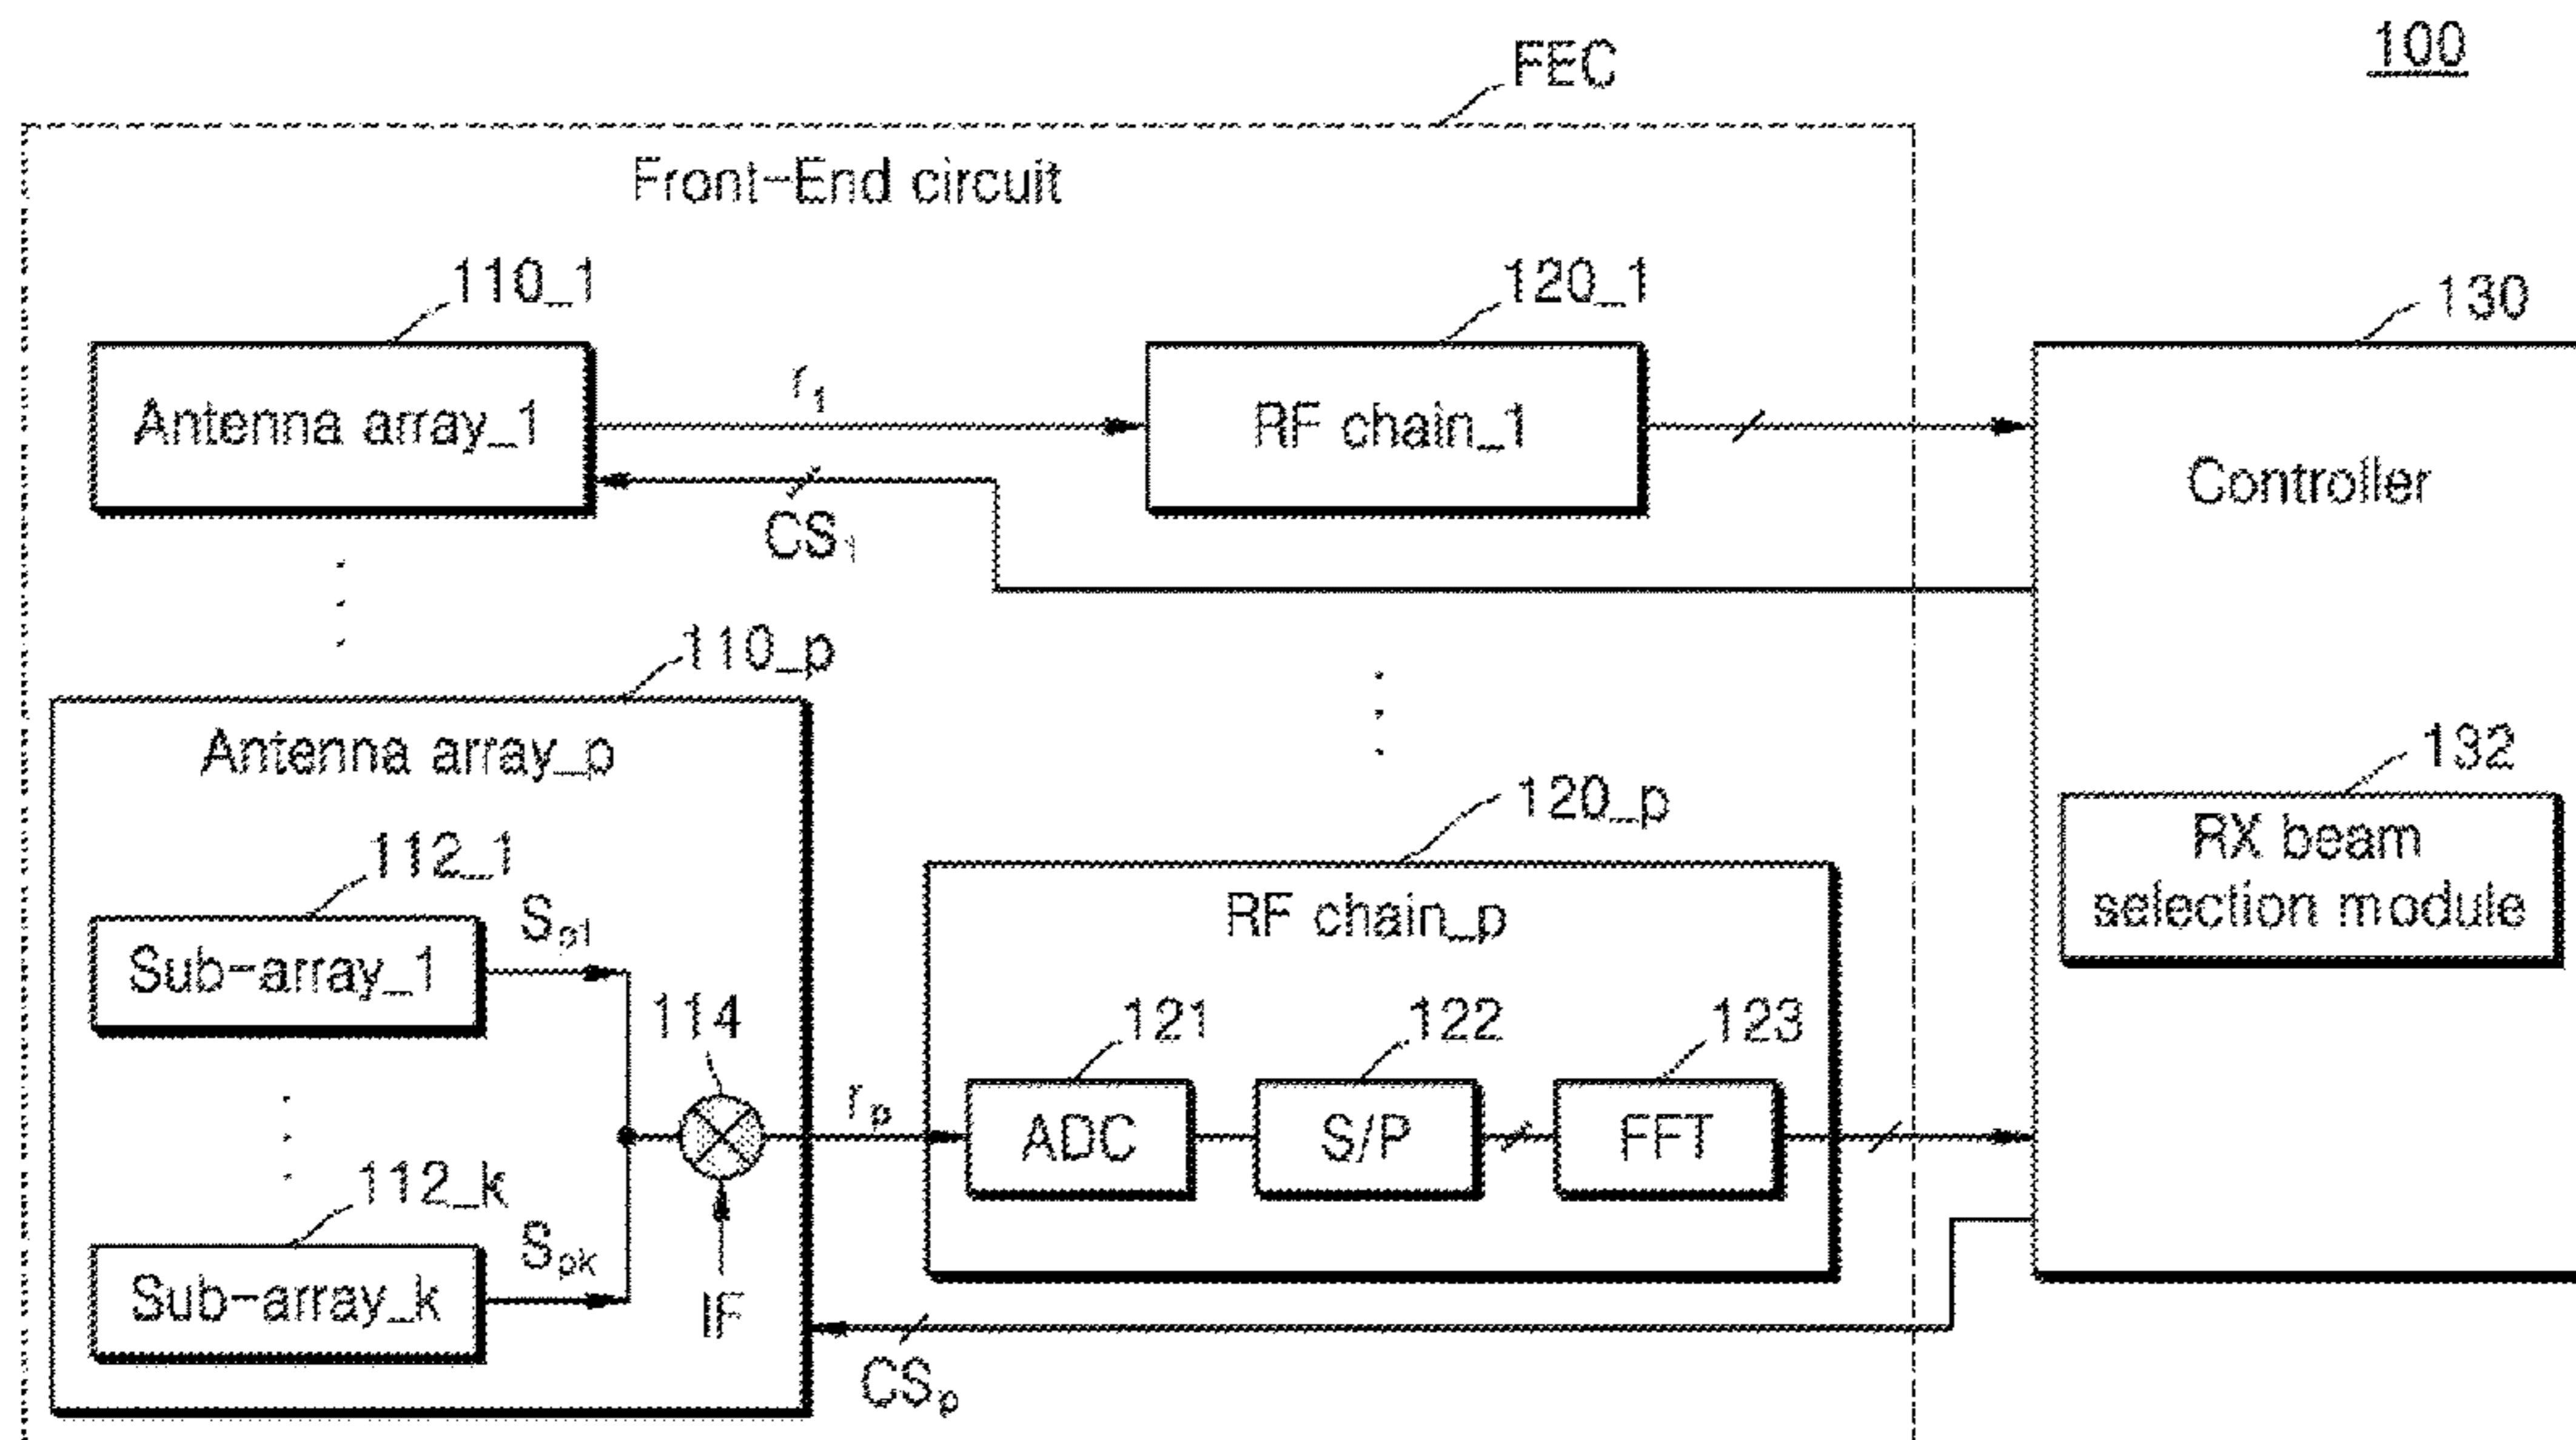 100
FEC
Front-End circuit
110_1
120_1
130
Antenna array_1
r1
RF chain_1
Controller
CS1
110_p
Antenna array_p
132
120_p
RX beam
selection module
112_1
Sp1
RF chain_p
Sub-array_1
114
121
122
123
rp
ADC
S/P
FFT
112_k
Spk
Sub-array_k
IF
CSp